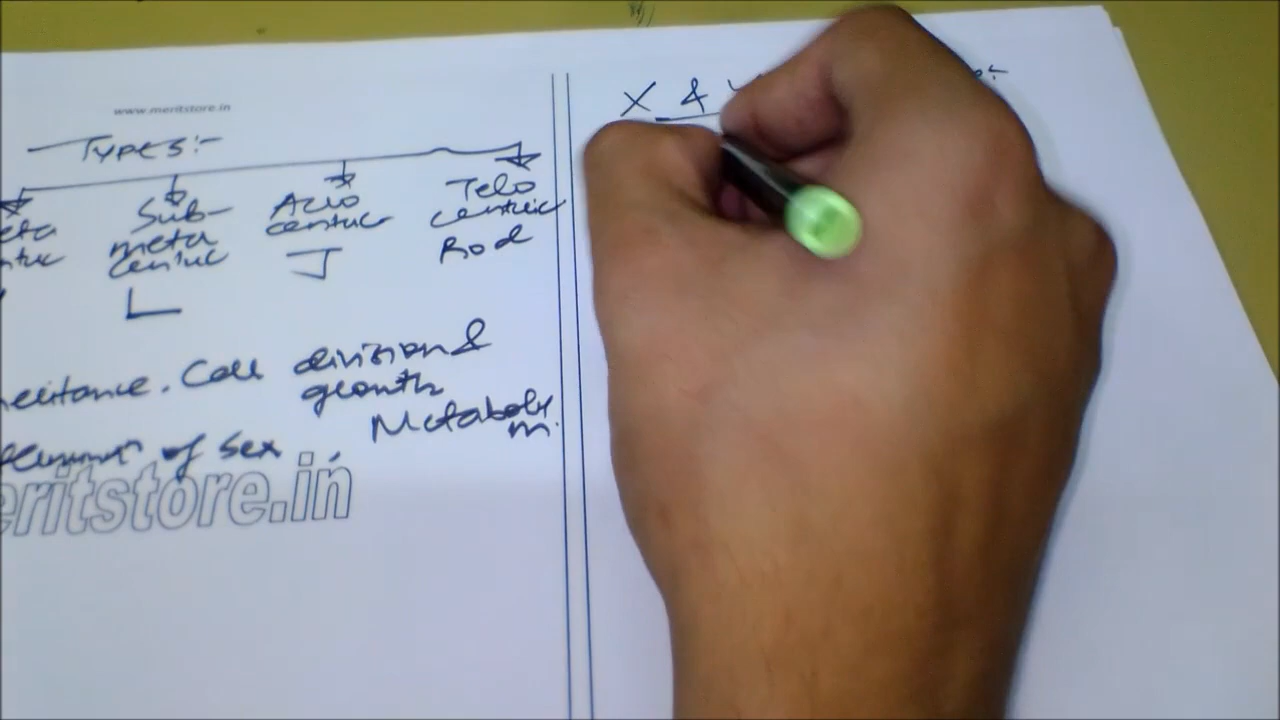 www.meritstore.in
Types:-
Sub-
meta
centric
L
Acro
centric
J
Telo
centric
Rod
Cell division &
growth
Metaboly
m.
of Sex
eritstore.in
X &